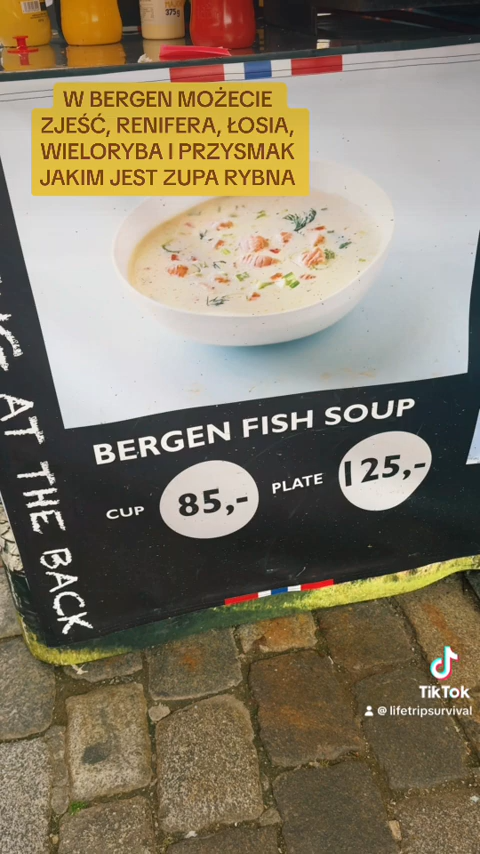 375g
W BERGEN MOŻECIE
ZJEŚĆ, RENIFERA, ŁOSIA,
WIELORYBA I PRZYSMAK
JAKIM JEST ZUPA RYBNA
AT THE BACK
BERGEN FISH SOUP
CUP 85,- PLATE 125,-
TikTok
@lifetripsurvival